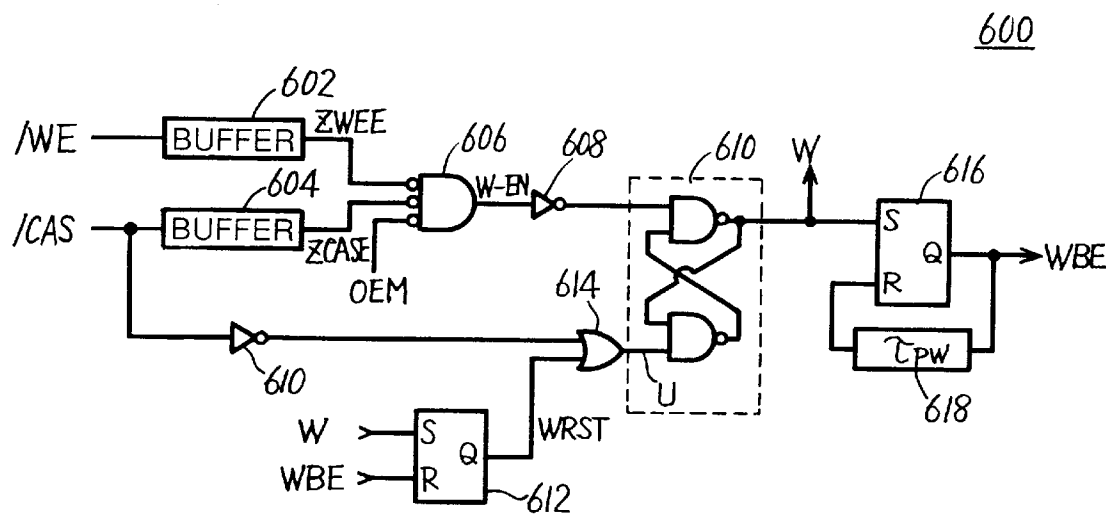 600
602
/WE
BUFFER
ZWEE
604
/CAS
BUFFER
ZCASE
OEM
606
W-EN
608
610
W
616
S
Q
R
WBE
τPW
618
614
610
U
W
WBE
S
Q
R
WRST
612